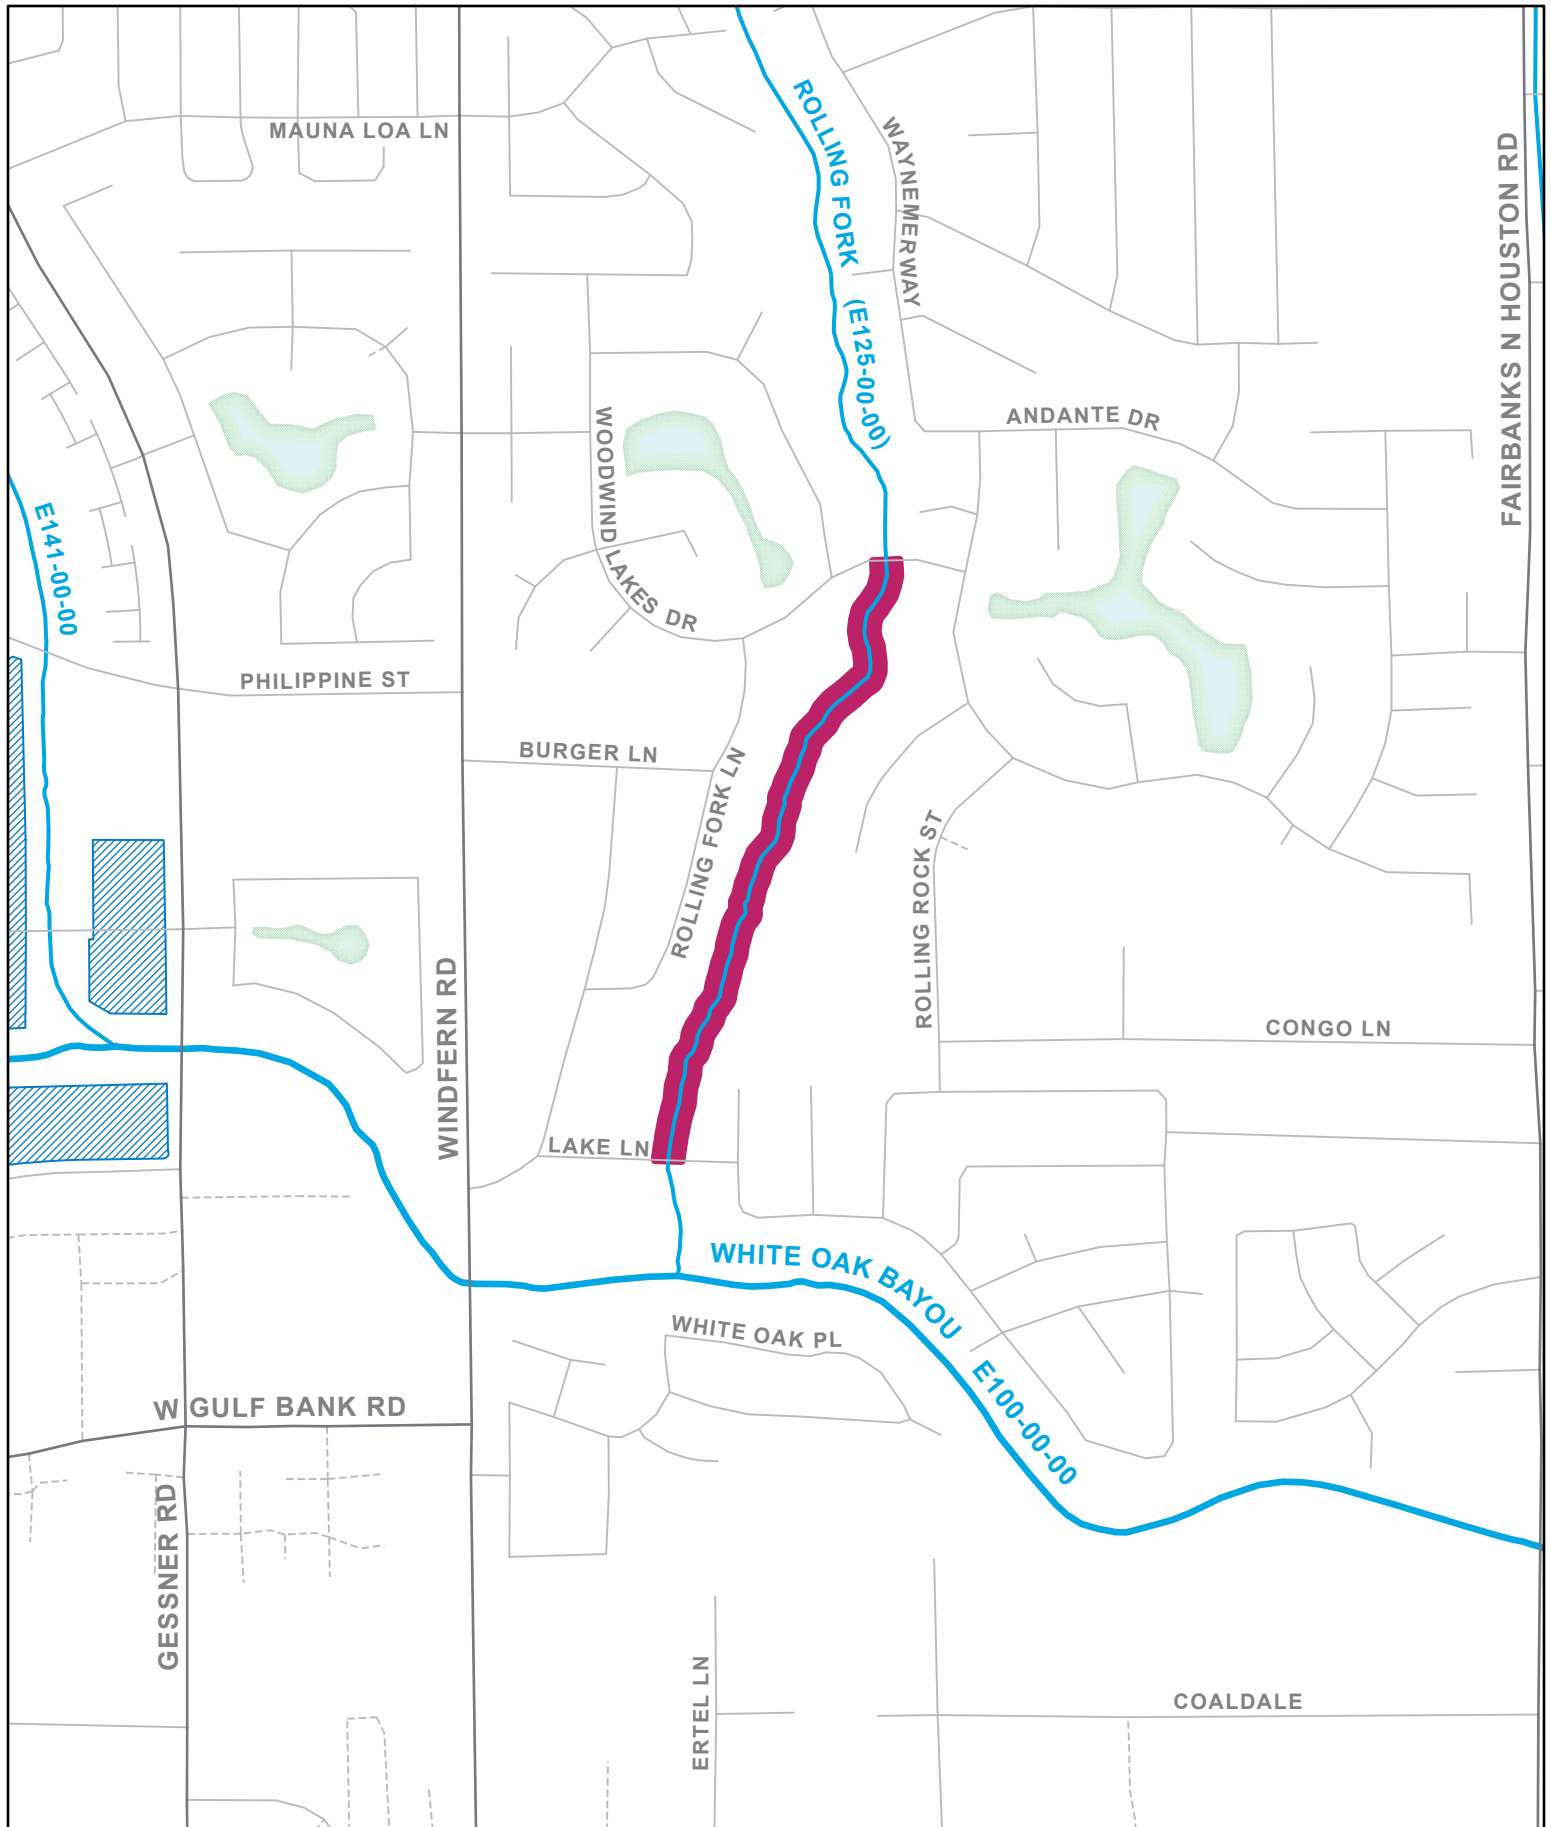 MAUNA LOA LN
ROLLING FORK (E125-00-00)
WAYNEMERWAY
FAIRBANKS N HOUSTON RD
ANDANTE DR
WOODWIND LAKES DR
E141-00-00
PHILIPPINE ST
BURGER LN
ROLLING FORK LN
ROLLING ROCK ST
WINDFERN RD
CONGO LN
LAKE LN
WHITE OAK BAYOU E100-00-00
WHITE OAK PL
W GULF BANK RD
GESSNER RD
ERTEL LN
COALDALE